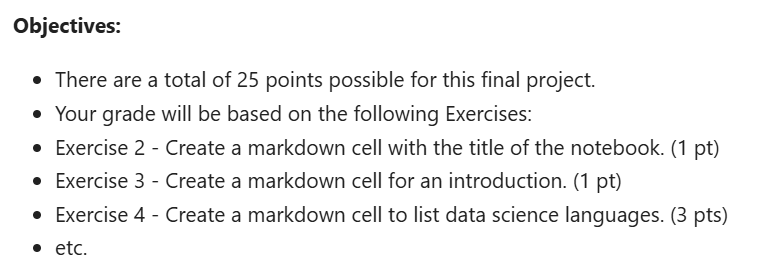 Objectives:
There are a total of 25 points possible for this final project.
Your grade will be based on the following Exercises:
Exercise 2 - Create a markdown cell with the title of the notebook. (1 pt)
Exercise 3 - Create a markdown cell for an introduction. (1 pt)
Exercise 4 - Create a markdown cell to list data science languages. (3 pts)
etc.